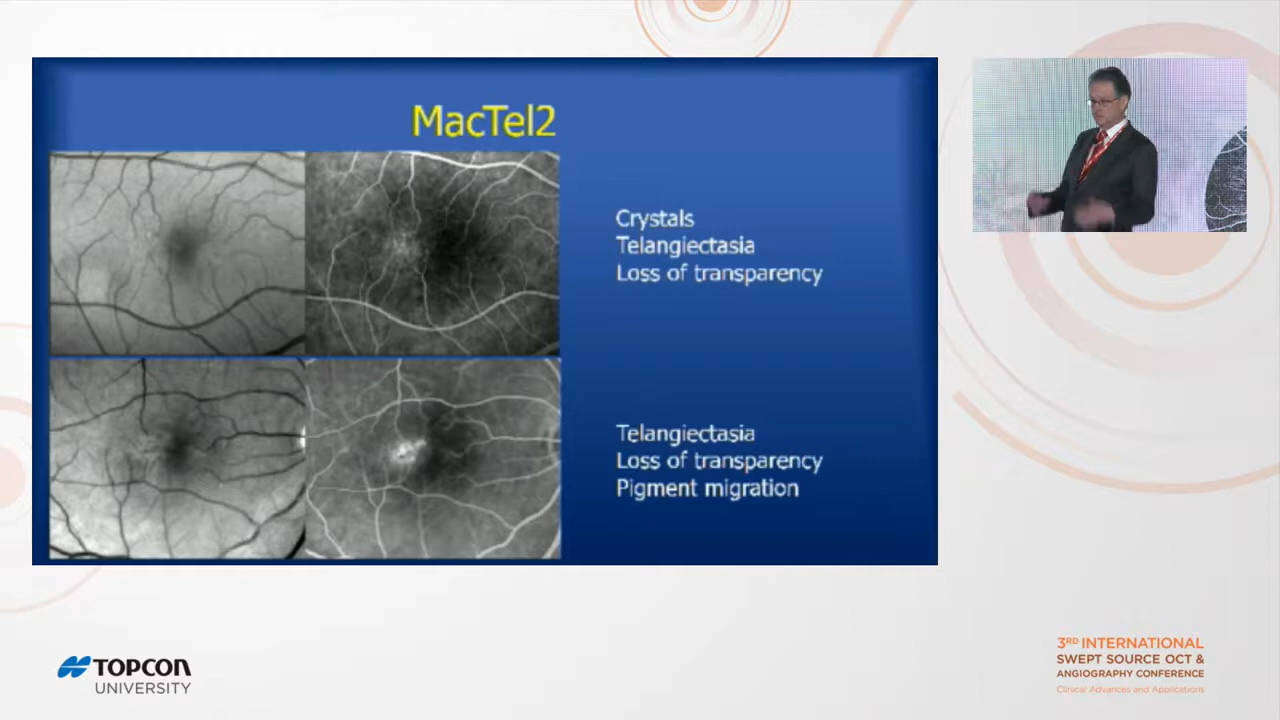 MacTel2
Crystals
Telangiectasia
Loss of transparency
Telangiectasia
Loss of transparency
Pigment migration
TOPCON
UNIVERSITY
3RD INTERNATIONAL
SWEPT SOURCE OCT &
ANGIOGRAPHY CONFERENCE
Clinical Advances and Applications